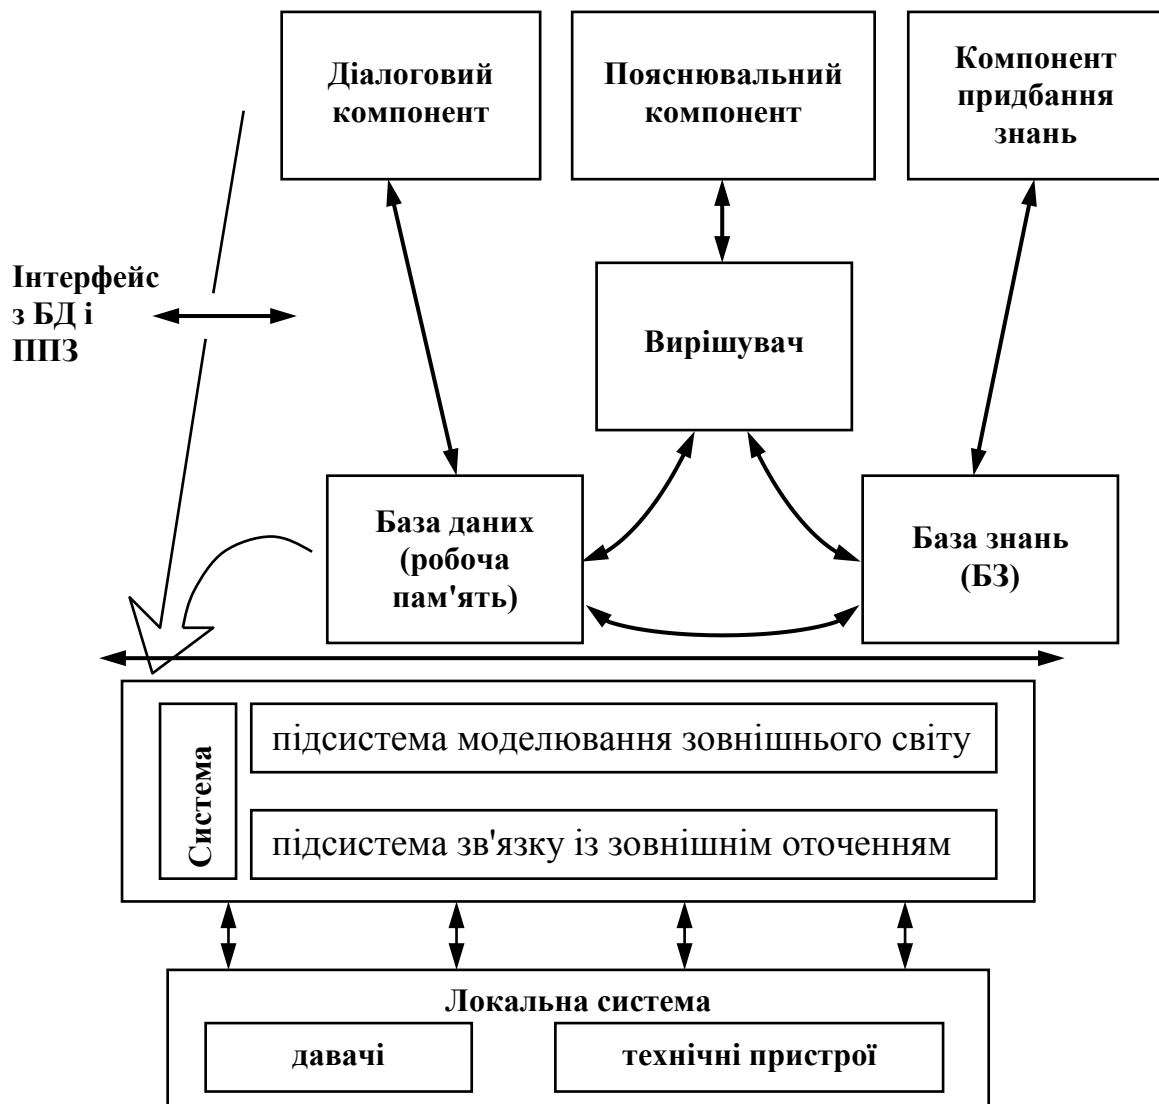 Діалоговий
компонент
Пояснювальний
компонент
Компонент
придбання
знань
Інтерфейс
з БД і
ППЗ
Вирішувач
База даних
(робоча
пам'ять)
База знань
(БЗ)
Система
підсистема моделювання зовнішнього світу
підсистема зв'язку із зовнішнім оточенням
Локальна система
давачі
технічні пристрої